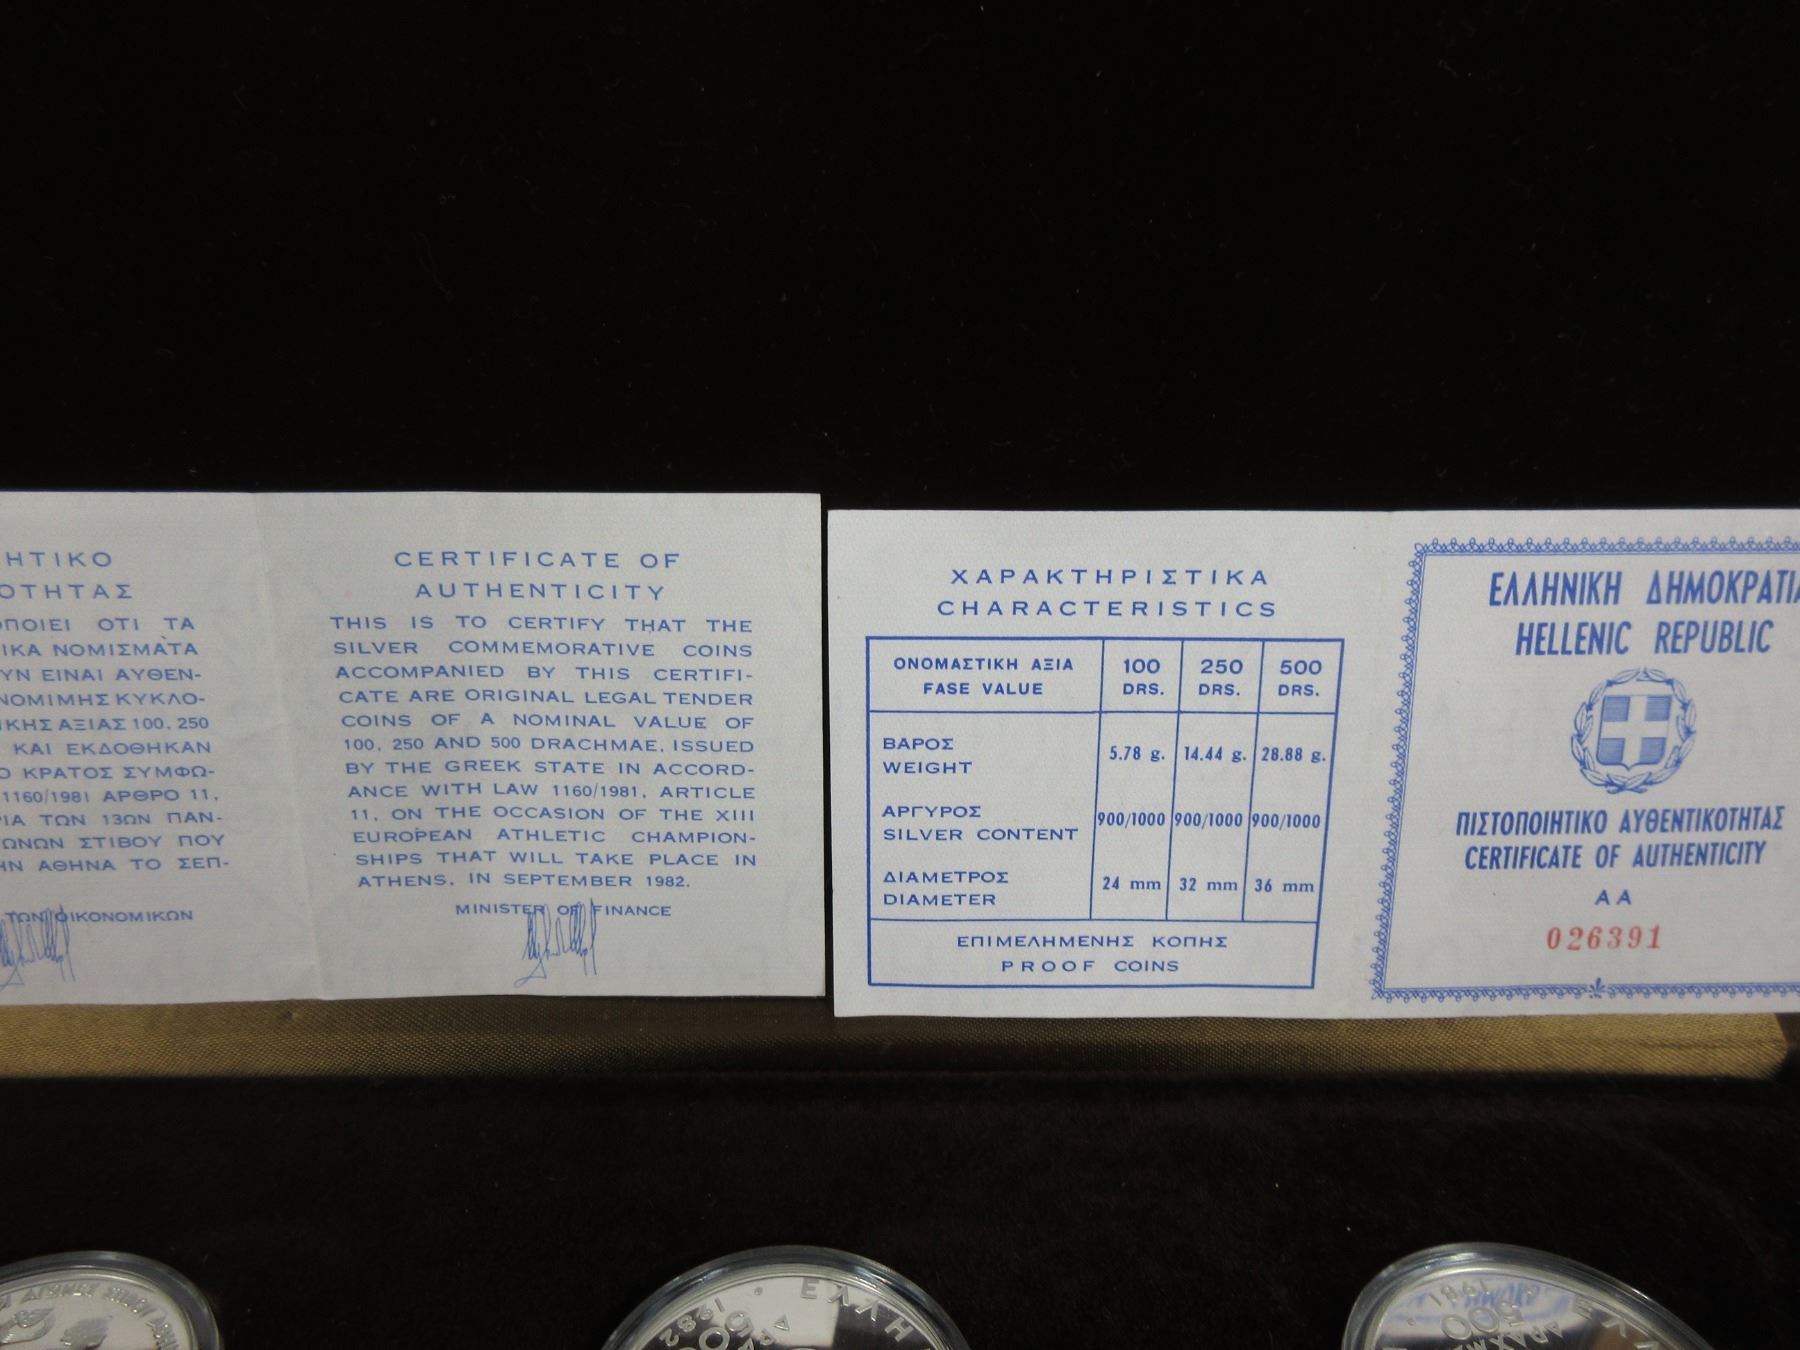 ΗΤΙΚΟ
ΟΤΗΤΑΣ
ΠΟΙΕΙ ΟΤΙ ΤΑ
ΙΚΑ ΝΟΜΙΣΜΑΤΑ
ΥΝ ΕΙΝΑΙ ΑΥΘΕΝ-
ΝΟΜΙΜΗΣ ΚΥΚΛΟ-
ΙΚΗΣ ΑΞΙΑΣ 100, 250
ΚΑΙ ΕΚΔΟΘΗΚΑΝ
Ο ΚΡΑΤΟΣ ΣΥΜΦΩ-
1160/1981 ΑΡΘΡΟ 11,
ΡΙΑ ΤΩΝ 13ΩΝ ΠΑΝ-
ΩΝΩΝ ΣΤΙΒΟΥ ΠΟΥ
ΗΝ ΑΘΗΝΑ ΤΟ ΣΕΠ-
ΤΩΝ ΟΙΚΟΝΟΜΙΚΩΝ
CERTIFICATE OF
AUTHENTICITY
THIS IS TO CERTIFY THAT THE
SILVER COMMEMORATIVE COINS
ACCOMPANIED BY THIS CERTIFI-
CATE ARE ORIGINAL LEGAL TENDER
COINS OF A NOMINAL VALUE OF
100, 250 AND 500 DRACHMAE, ISSUED
BY THE GREEK STATE IN ACCORD-
ANCE WITH LAW 1160/1981, ARTICLE
11, ON THE OCCASION OF THE XIII
EUROPEAN ATHLETIC CHAMPION-
SHIPS THAT WILL TAKE PLACE IN
ATHENS, IN SEPTEMBER 1982.
MINISTER OF FINANCE
ΧΑΡΑΚΤΗΡΙΣΤΙΚΑ
CHARACTERISTICS
ΟΝΟΜΑΣΤΙΚΗ ΑΞΙΑ 100 250 500
FASE VALUE DRS. DRS. DRS.
ΒΑΡΟΣ
WEIGHT 5.78 g. 14.44 g. 28.88 g.
ΑΡΓΥΡΟΣ
SILVER CONTENT 900/1000 900/1000 900/1000
ΔΙΑΜΕΤΡΟΣ
DIAMETER 24 mm 32 mm 36 mm
ΕΠΙΜΕΛΗΜΕΝΗΣ ΚΟΠΗΣ
PROOF COINS
ΕΛΛΗΝΙΚΗ ΔΗΜΟΚΡΑΤΙΑ
HELLENIC REPUBLIC
ΠΙΣΤΟΠΟΙΗΤΙΚΟ ΑΥΘΕΝΤΙΚΟΤΗΤΑΣ
CERTIFICATE OF AUTHENTICITY
ΑΑ
026391
1982
ΕΛΛΗ
1981
500